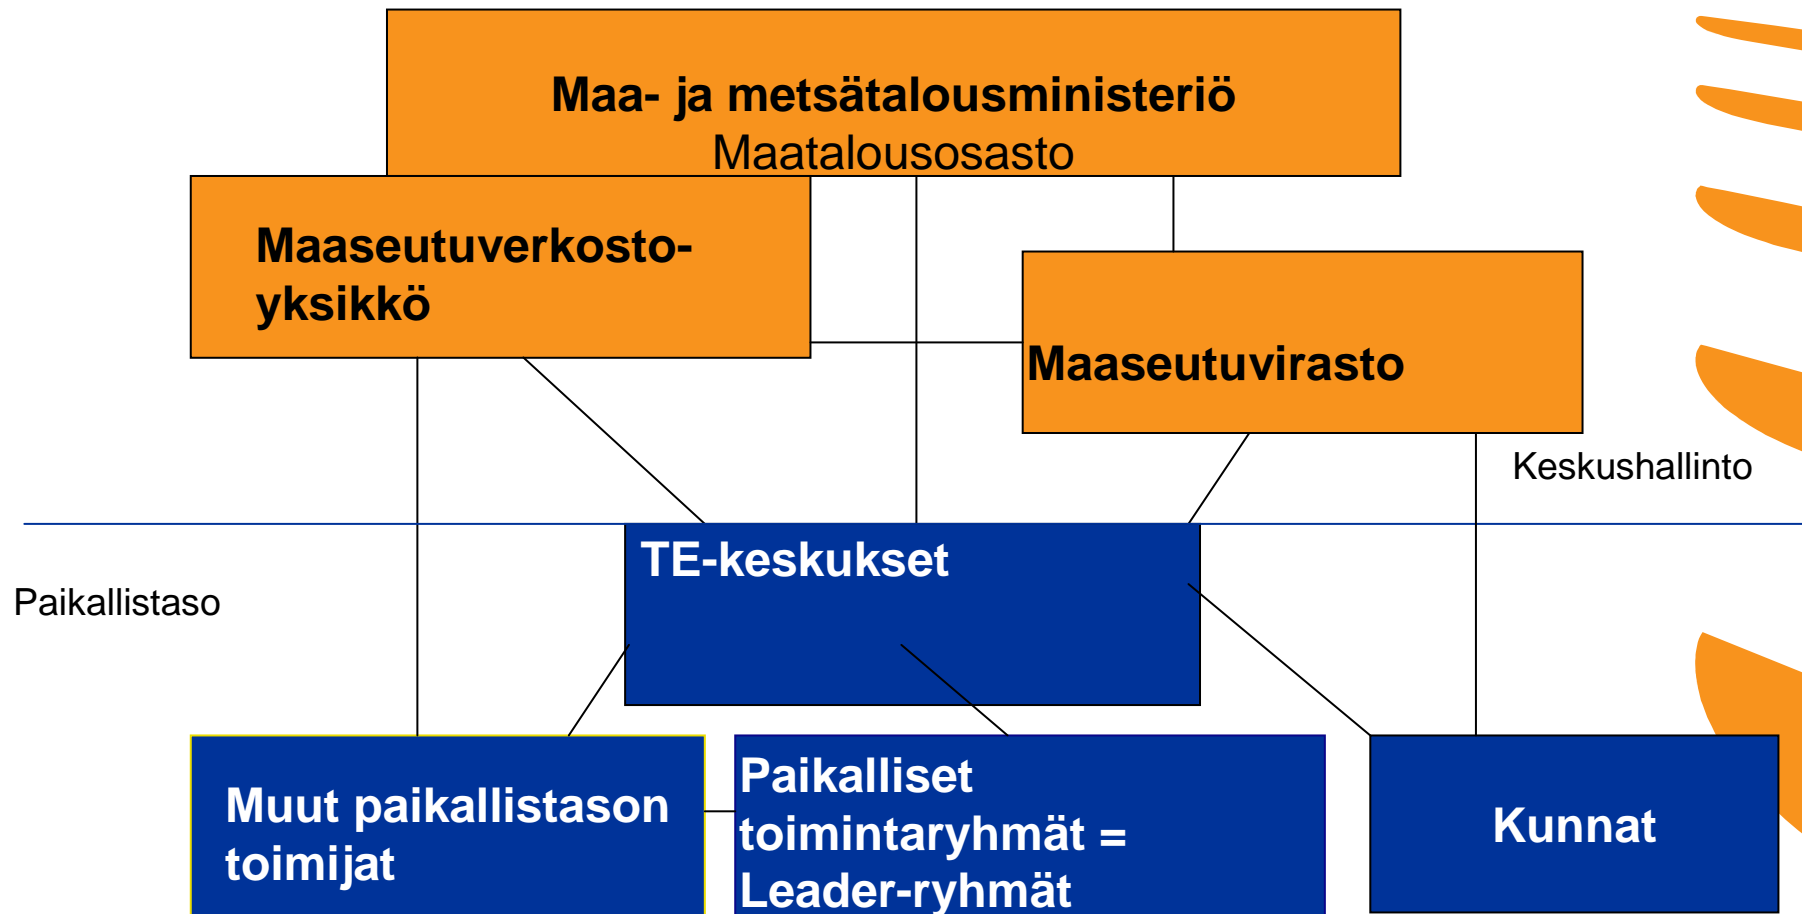 Maa- ja metsätalousministeriö
Maatalousosasto
Maaseutuverkosto-
yksikkö
Maaseutuvirasto
Keskushallinto
TE-keskukset
Paikallistaso
Muut paikallistason
toimijat
Paikalliset
toimintaryhmät =
Leader-ryhmät
Kunnat